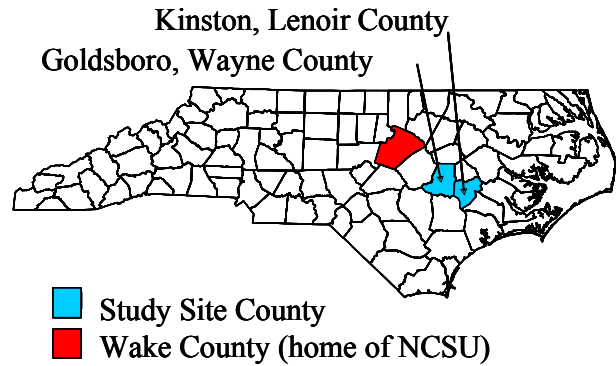 Kinston, Lenoir County
Goldsboro, Wayne County
Study Site County
Wake County (home of NCSU)